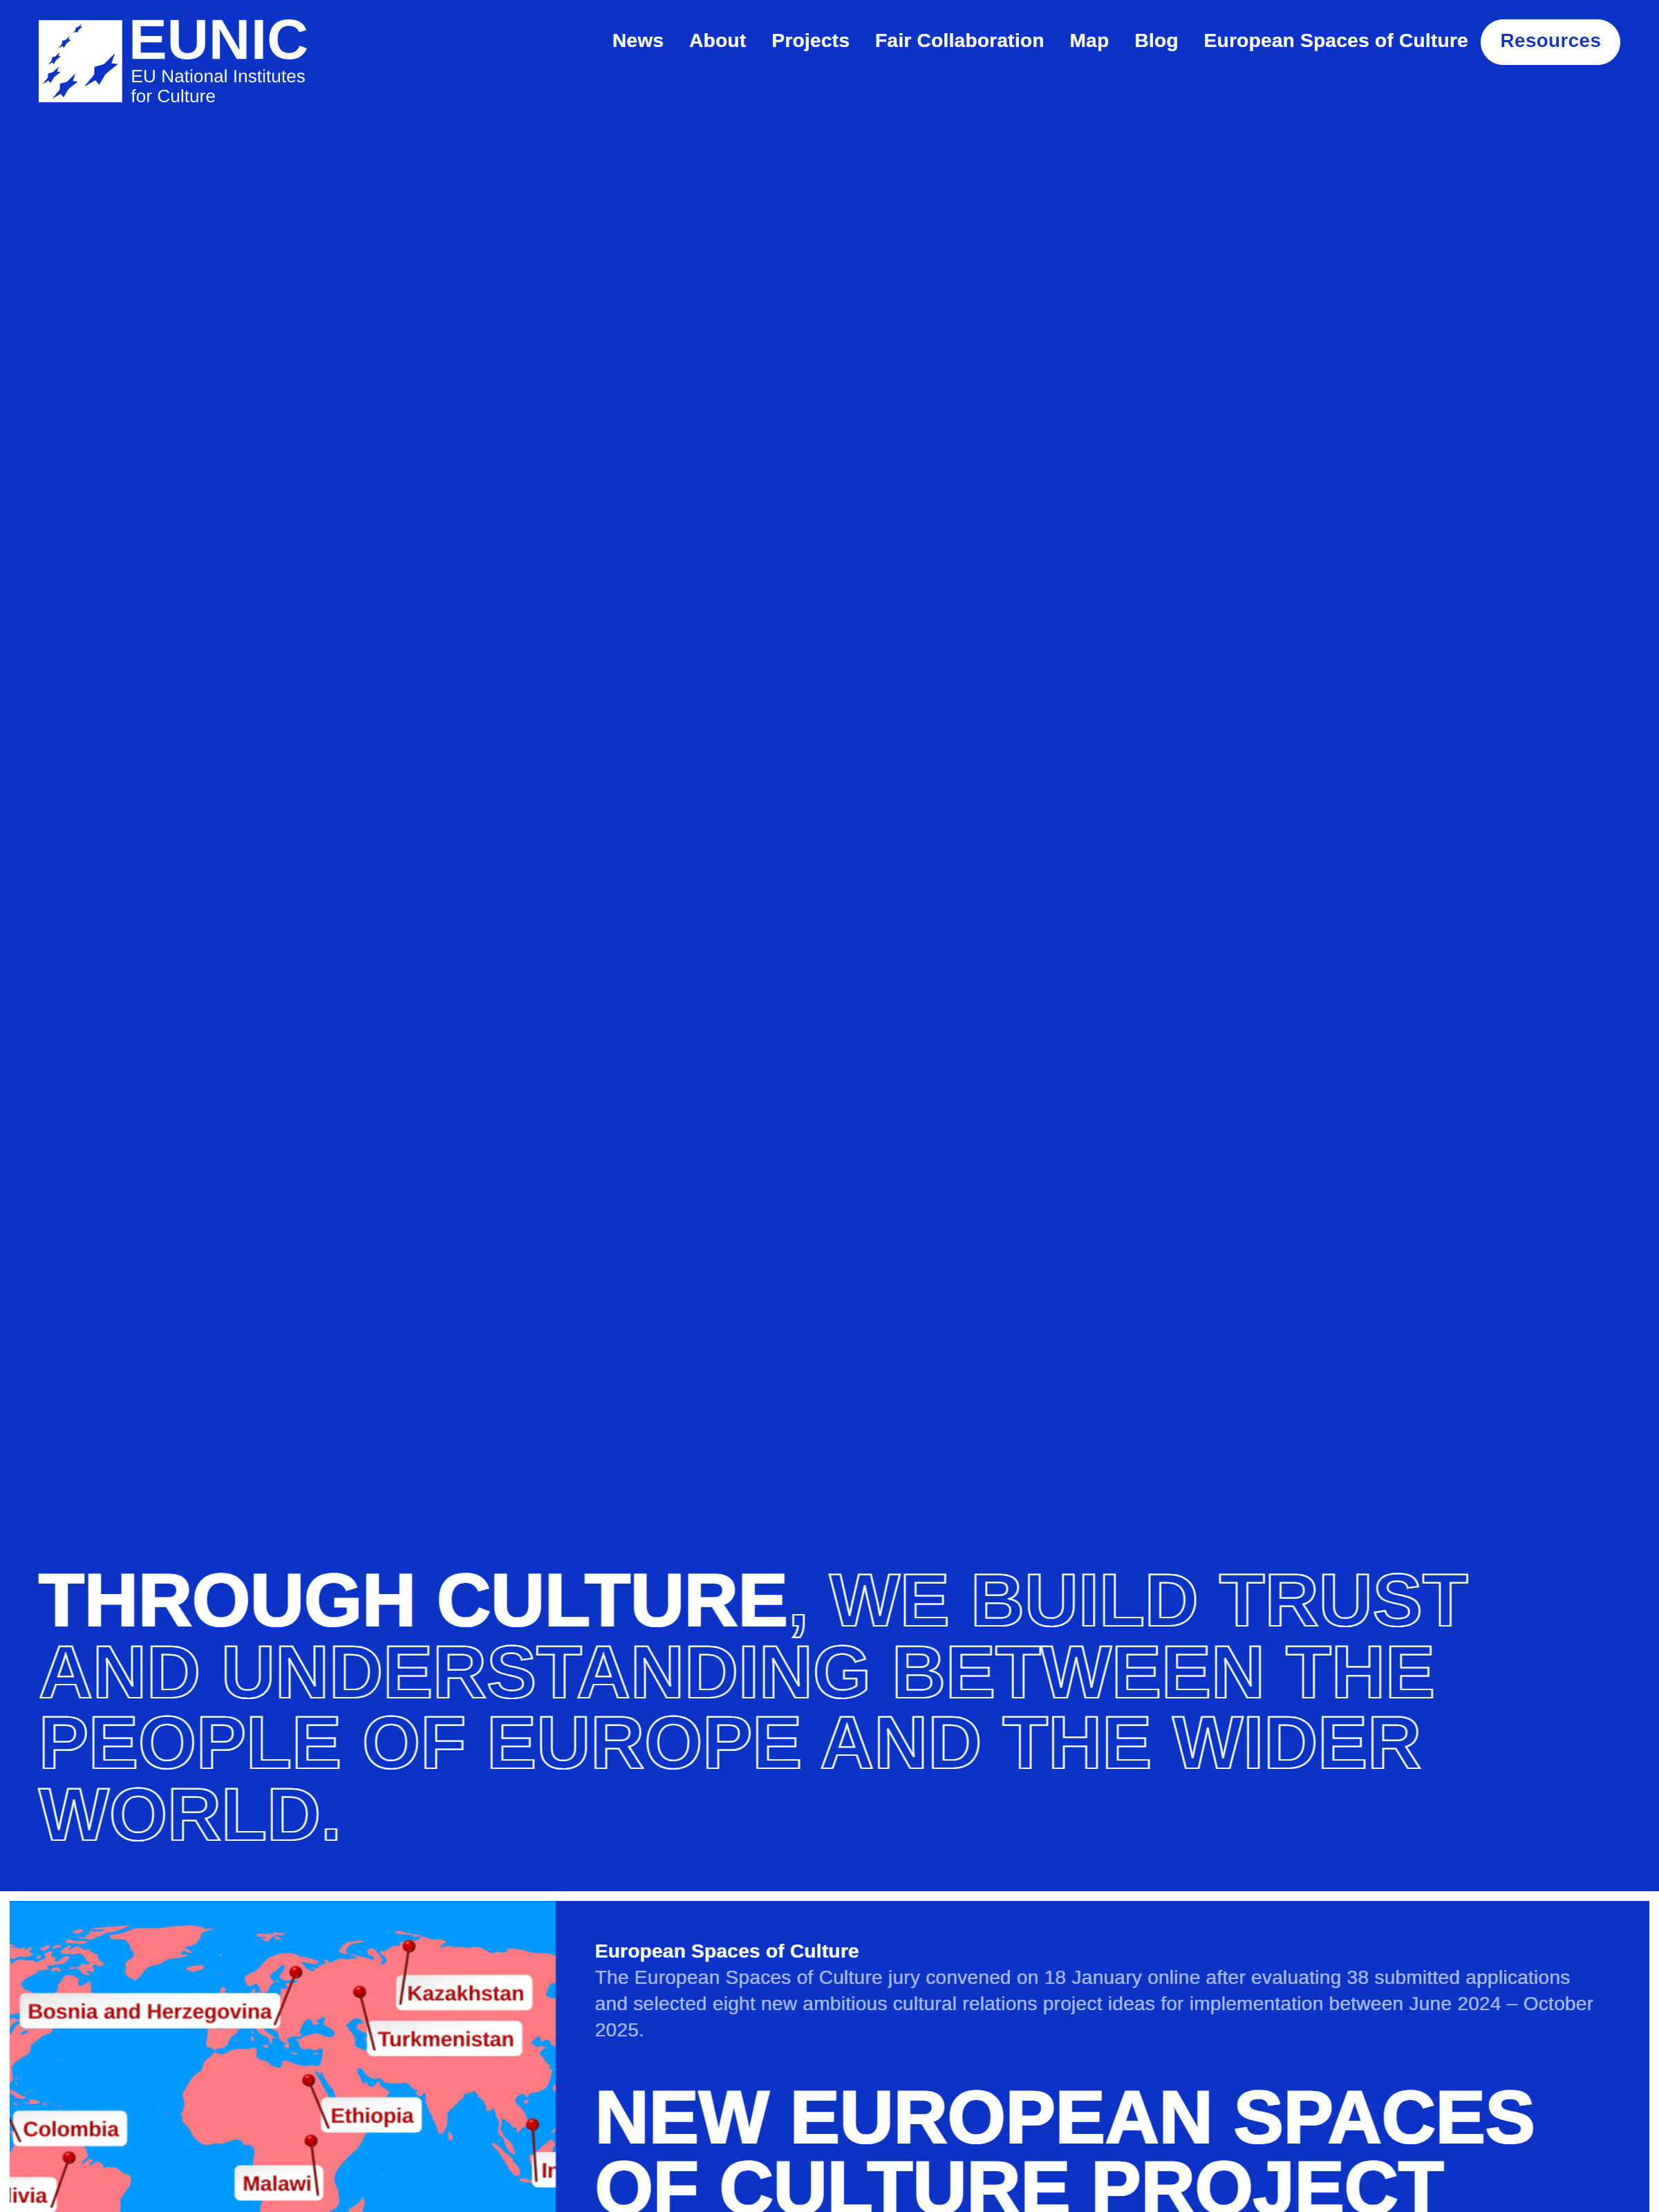 EUNIC
EU National Institutes
for Culture
News About Projects Fair Collaboration Map Blog European Spaces of Culture Resources
THROUGH CULTURE, WE BUILD TRUST
AND UNDERSTANDING BETWEEN THE
PEOPLE OF EUROPE AND THE WIDER
WORLD.
Kazakhstan
Bosnia and Herzegovina
Turkmenistan
Ethiopia
Colombia
Malawi
European Spaces of Culture
The European Spaces of Culture jury convened on 18 January online after evaluating 38 submitted applications
and selected eight new ambitious cultural relations project ideas for implementation between June 2024 – October
2025.
NEW EUROPEAN SPACES
OF CULTURE PROJECT